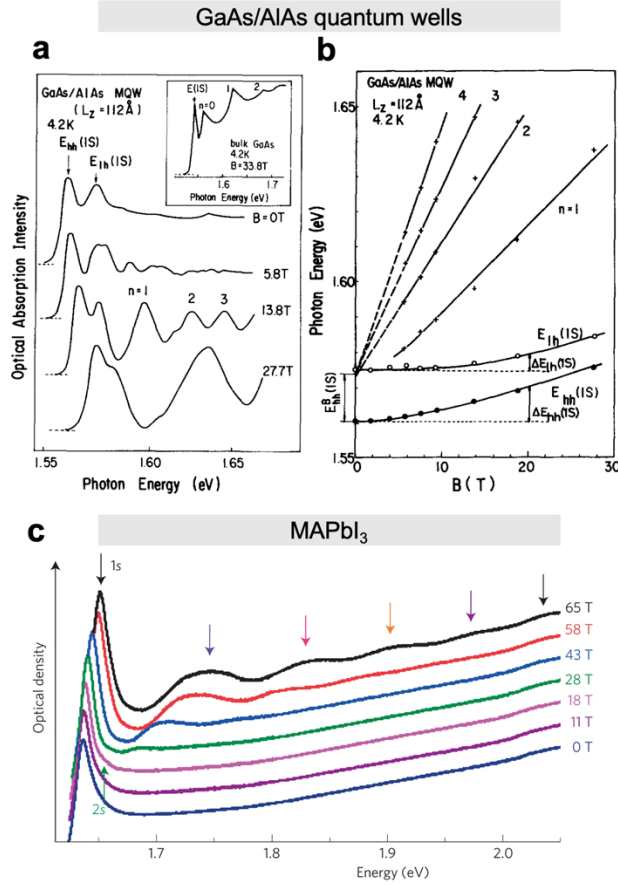 GaAs/AlAs quantum wells
a
GaAs/AlAs MQW
(Lz = 112Å)
4.2K
Ehh(1S)
Elh(1S)
E(1S)
n=0
1
2
bulk GaAs
4.2K
B=33.8T
1.6
1.7
Photon Energy (eV)
B=0T
5.8T
n=1
2
3
13.8T
27.7T
Optical Absorption Intensity
1.55
1.60
1.65
Photon Energy (eV)
b
GaAs/AlAs MQW
Lz=112Å
4.2K
4
3
2
n=1
Elh(1S)
ΔElh(1S)
Ehh(1S)
ΔEhh(1S)
EBhh(1S)
Photon Energy (eV)
1.65
1.60
1.55
0
10
20
30
B(T)
MAPbI3
c
1s
2s
65 T
58 T
43 T
28 T
18 T
11 T
0 T
Optical density
1.7
1.8
1.9
2.0
Energy (eV)